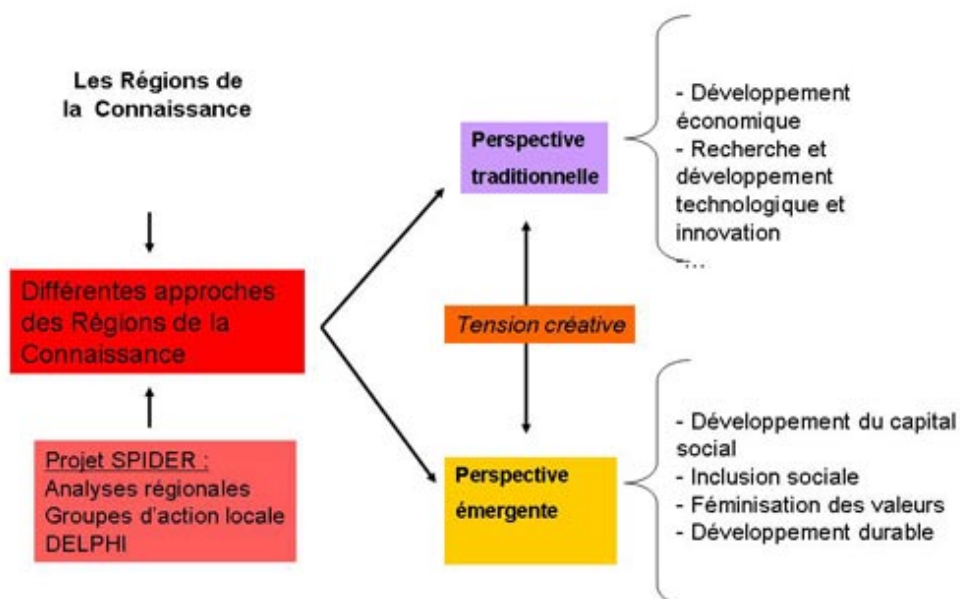 Les Régions de
la Connaissance
Différentes approches
des Régions de la
Connaissance
Projet SPIDER :
Analyses régionales
Groupes d'action locale
DELPHI
Perspective
traditionnelle
Tension créative
Perspective
émergente
- Développement
économique
- Recherche et
développement
technologique et
innovation
-...
- Développement du capital
social
- Inclusion sociale
- Féminisation des valeurs
- Développement durable